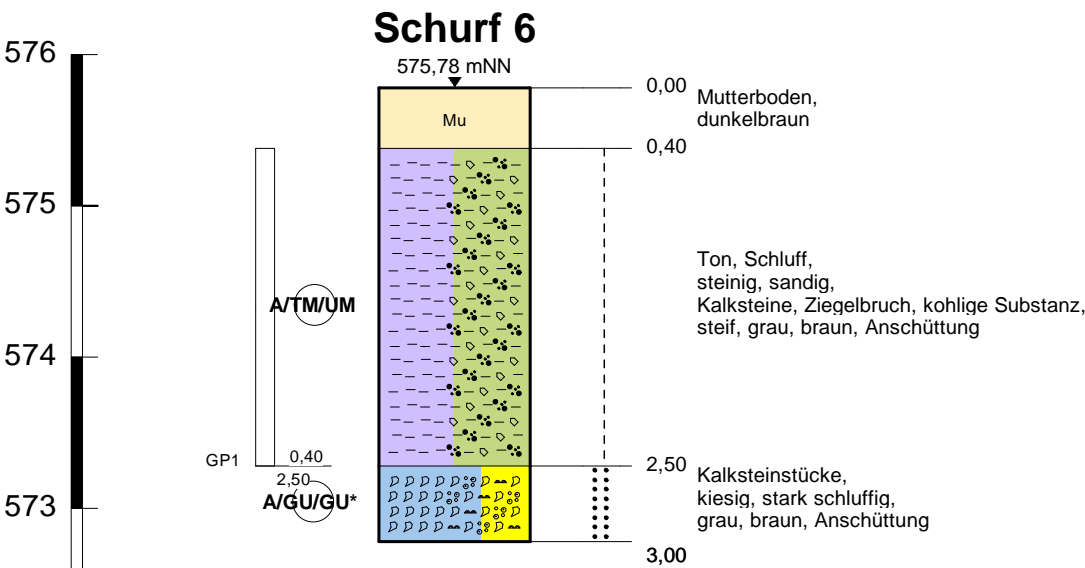 Schurf 6
576
575,78 mNN
0,00
Mutterboden,
dunkelbraun
Mu
0,40
575
Ton, Schluff,
steinig, sandig,
Kalksteine, Ziegelbruch, kohlige Substanz,
steif, grau, braun, Anschüttung
A/TM/UM
574
GP1
0,40
2,50
2,50
Kalksteinstücke,
kiesig, stark schluffig,
grau, braun, Anschüttung
A/GU/GU*
573
3,00